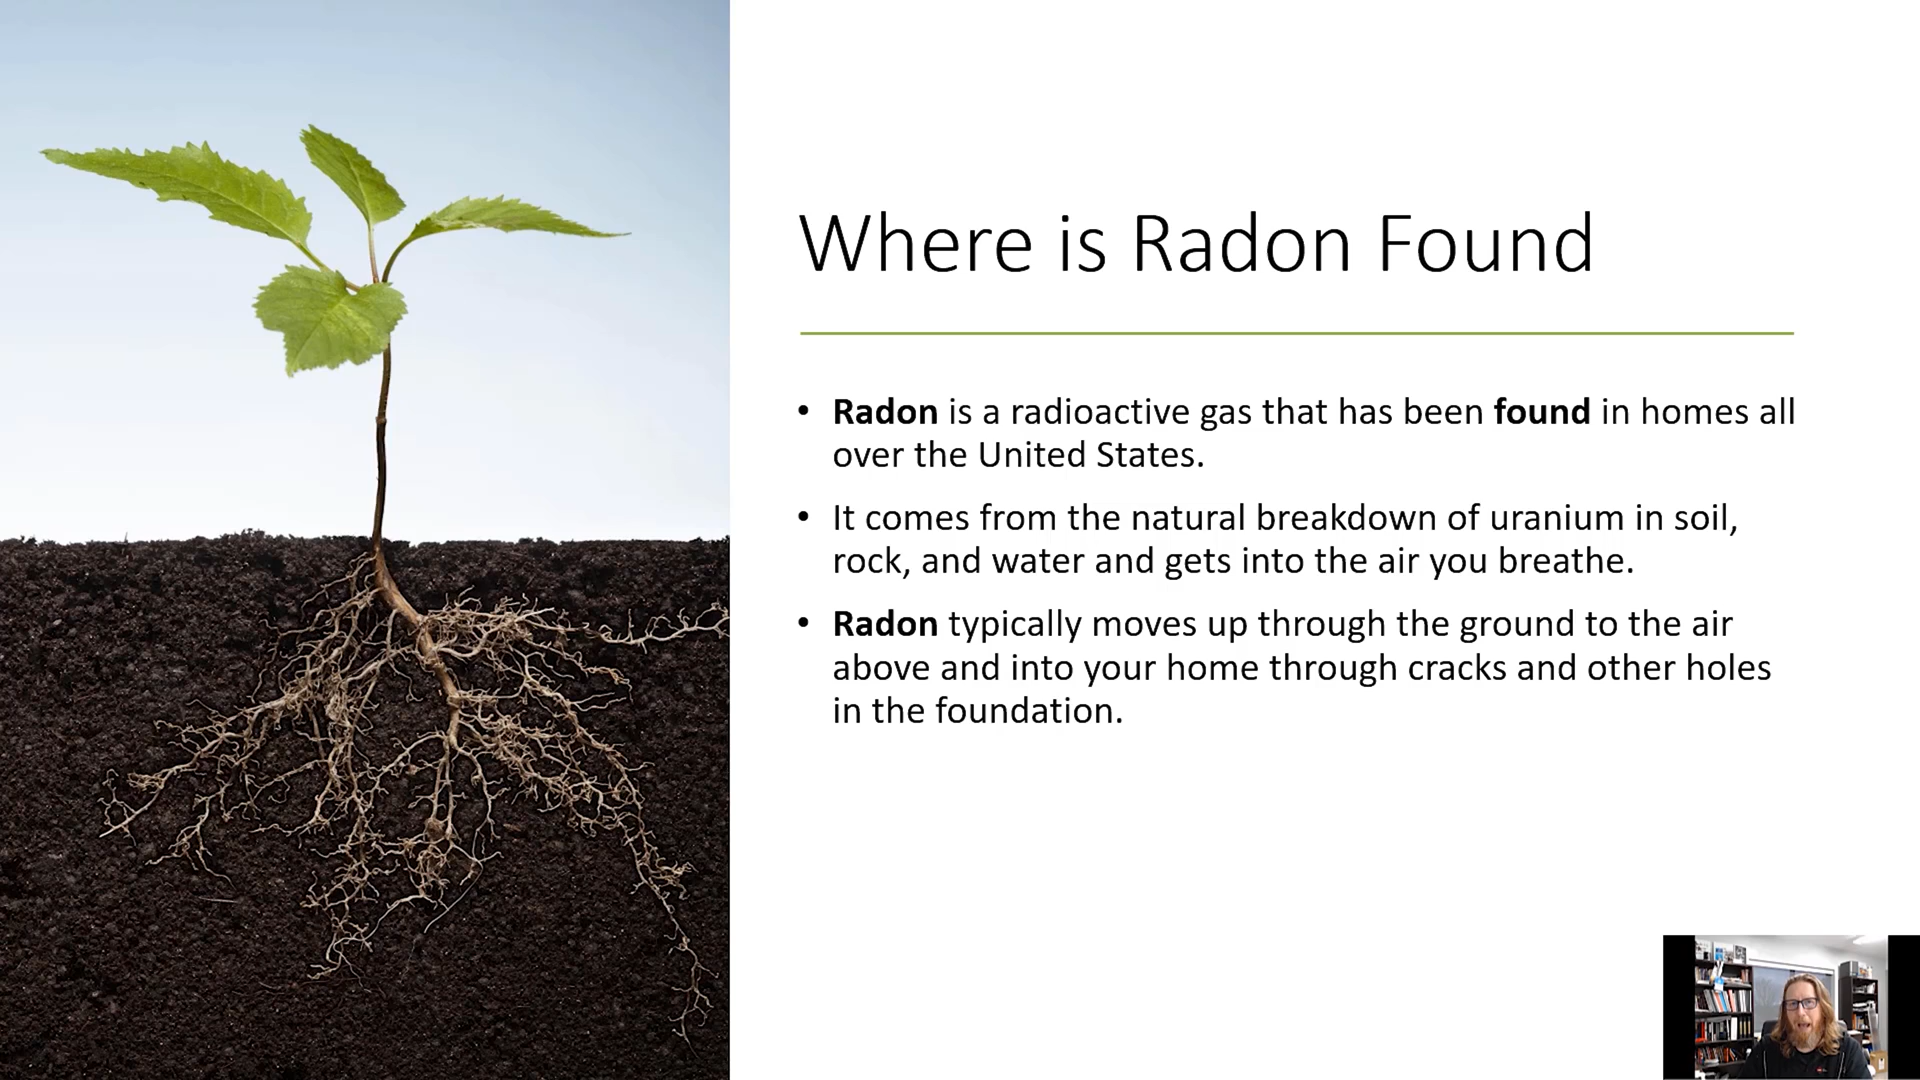 Where is Radon Found
• Radon is a radioactive gas that has been found in homes all
over the United States.
• It comes from the natural breakdown of uranium in soil,
rock, and water and gets into the air you breathe.
• Radon typically moves up through the ground to the air
above and into your home through cracks and other holes
in the foundation.